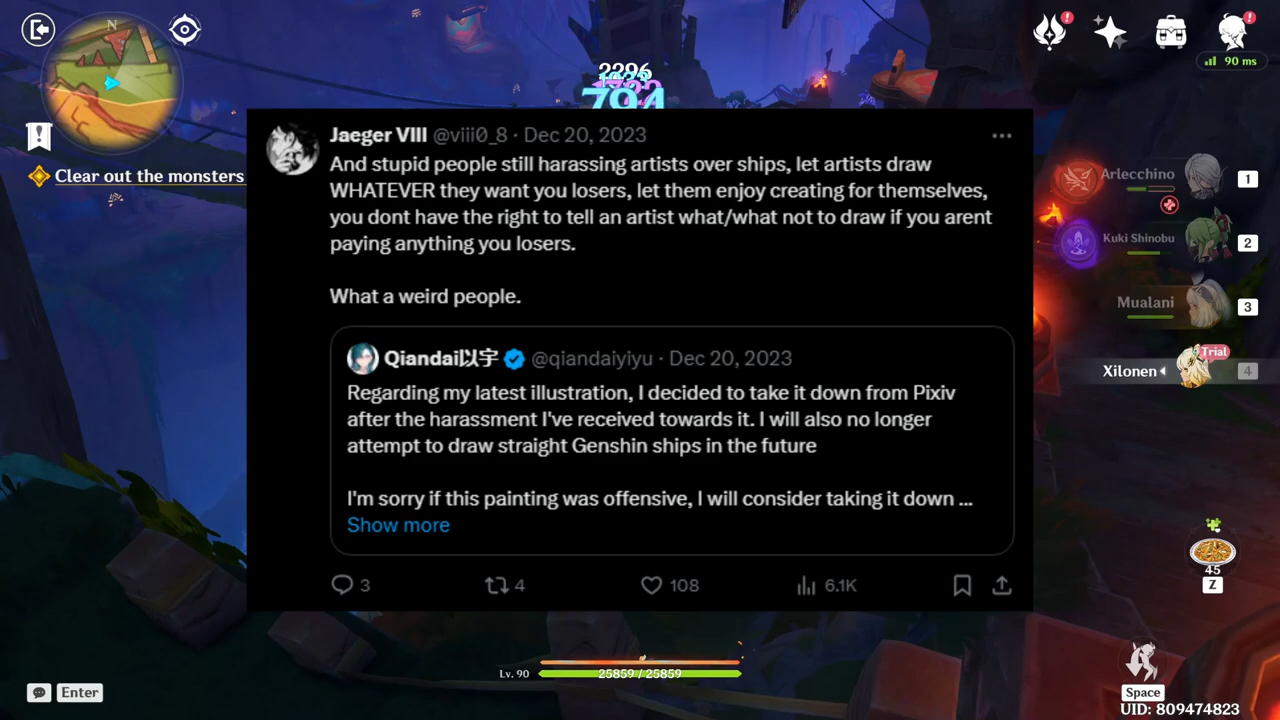 N
90 ms
2296
794
Clear out the monsters
Arlecchino
1
Kuki Shinobu
2
Mualani
3
Trial
Xilonen
4
Jaeger VIII @viii0_8 · Dec 20, 2023
And stupid people still harassing artists over ships, let artists draw
WHATEVER they want you losers, let them enjoy creating for themselves,
you dont have the right to tell an artist what/what not to draw if you arent
paying anything you losers.
What a weird people.
Qiandai以宇 @qiandaiyiyu · Dec 20, 2023
Regarding my latest illustration, I decided to take it down from Pixiv
after the harassment I've received towards it. I will also no longer
attempt to draw straight Genshin ships in the future
I'm sorry if this painting was offensive, I will consider taking it down ...
Show more
3
4
108
6.1K
45
Z
Lv. 90
25859 / 25859
Enter
Space
UID: 809474823